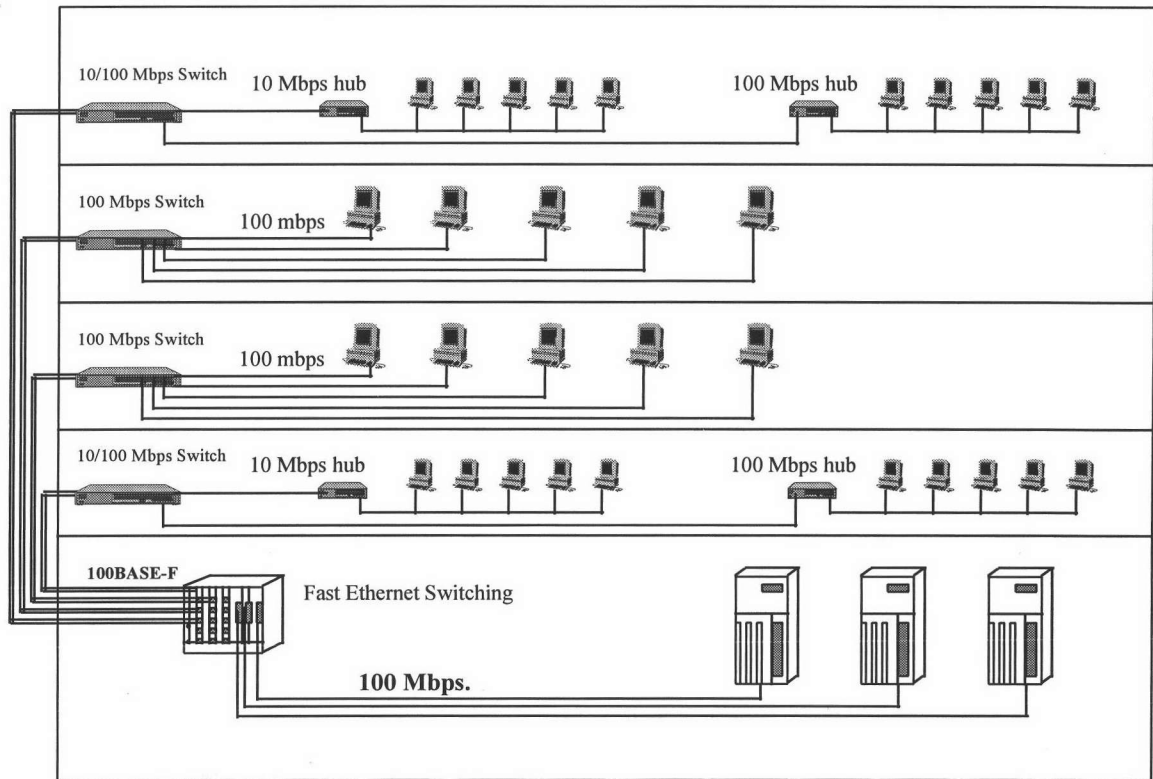 10/100 Mbps Switch
10 Mbps hub
100 Mbps hub
100 Mbps Switch
100 mbps
100 Mbps Switch
100 mbps
10/100 Mbps Switch
10 Mbps hub
100 Mbps hub
100BASE-F
Fast Ethernet Switching
100 Mbps.